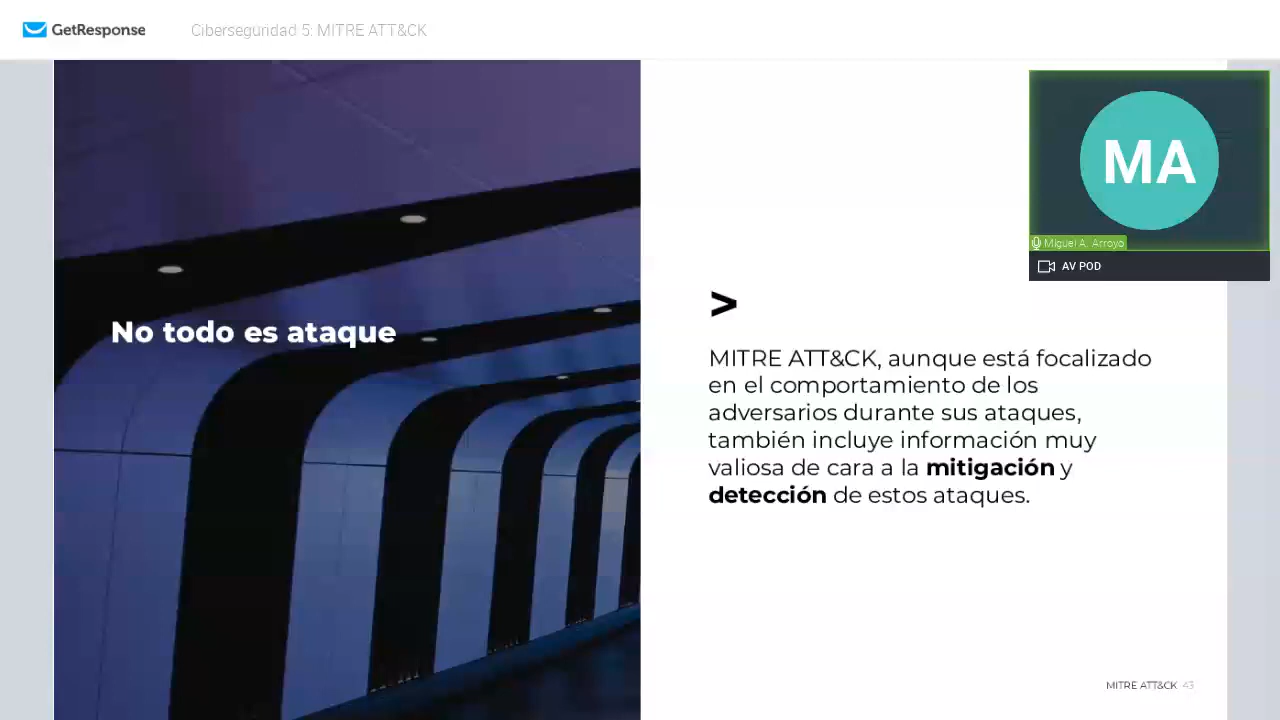 GetResponse
Ciberseguridad 5: MITRE ATT&CK
MA
Miguel A. Arroyo
AV POD
No todo es ataque
>
MITRE ATT&CK, aunque está focalizado
en el comportamiento de los
adversarios durante sus ataques,
también incluye información muy
valiosa de cara a la mitigación y
detección de estos ataques.
MITRE ATT&CK 43